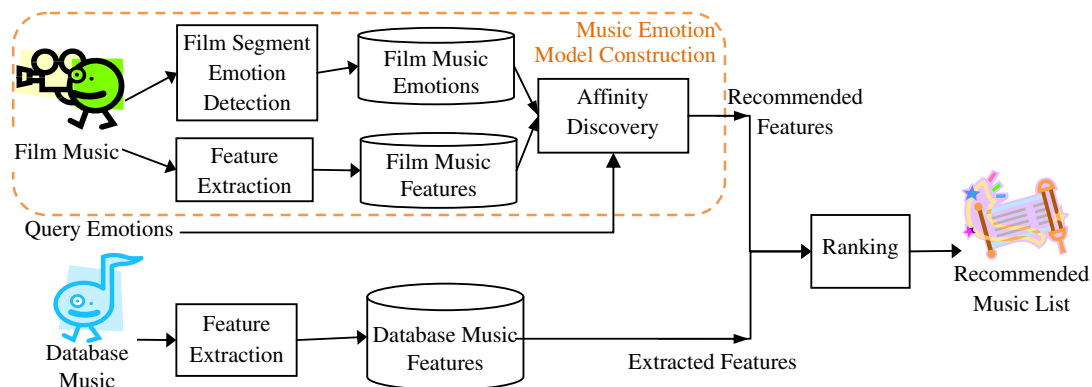 Music Emotion
Model Construction
Film Segment
Emotion
Detection
Film Music
Emotions
Affinity
Discovery
Recommended
Features
Film Music
Feature
Extraction
Film Music
Features
Query Emotions
Ranking
Recommended
Music List
Database
Music
Feature
Extraction
Database Music
Features
Extracted Features